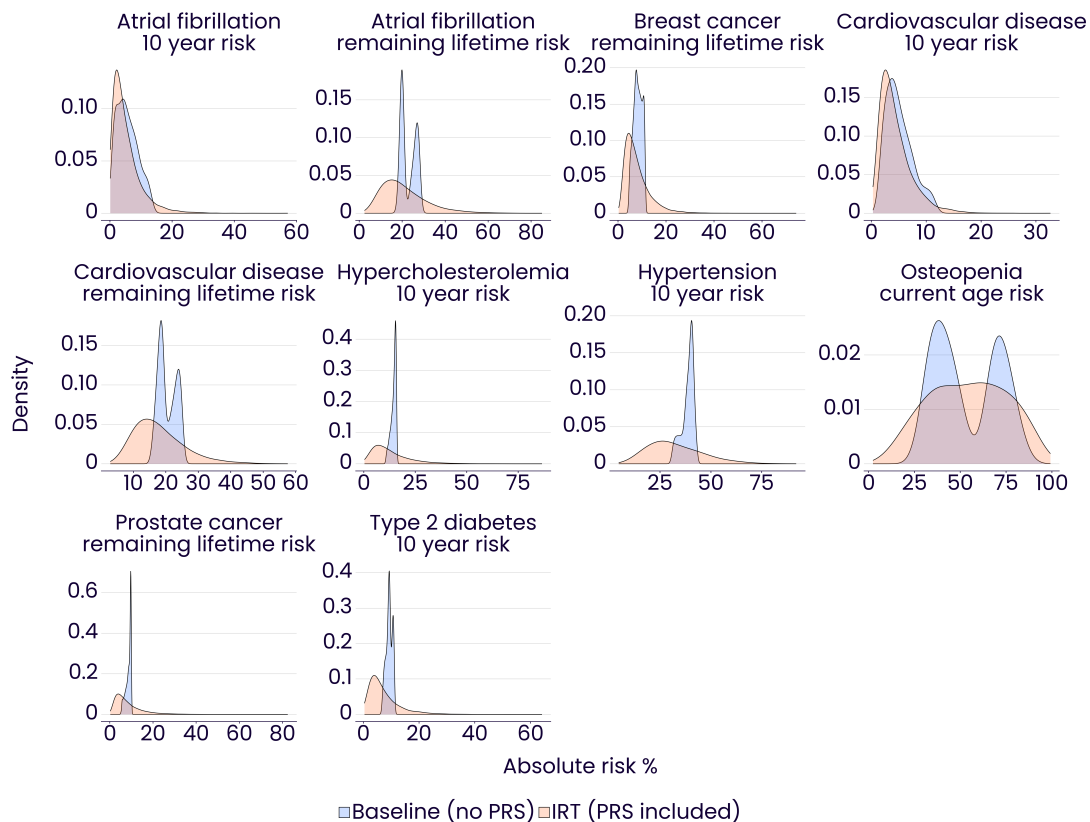 Atrial fibrillation
10 year risk
Atrial fibrillation
remaining lifetime risk
Breast cancer
remaining lifetime risk
Cardiovascular disease
10 year risk
0.10
0.05
0
0 20 40 60
0.15
0.10
0.05
0
0 20 40 60 80
0.20
0.15
0.10
0.05
0
0 20 40 60
0.15
0.10
0.05
0
0 10 20 30
Cardiovascular disease
remaining lifetime risk
Hypercholesterolemia
10 year risk
Hypertension
10 year risk
Osteopenia
current age risk
0.15
0.10
0.05
0
10 20 30 40 50 60
0.4
0.3
0.2
0.1
0
0 25 50 75
0.20
0.15
0.10
0.05
0
25 50 75
0.02
0.01
0
0 25 50 75 100
Density
Prostate cancer
remaining lifetime risk
Type 2 diabetes
10 year risk
0.6
0.4
0.2
0
0 20 40 60 80
0.4
0.3
0.2
0.1
0
0 20 40 60
Absolute risk %
Baseline (no PRS) IRT (PRS included)